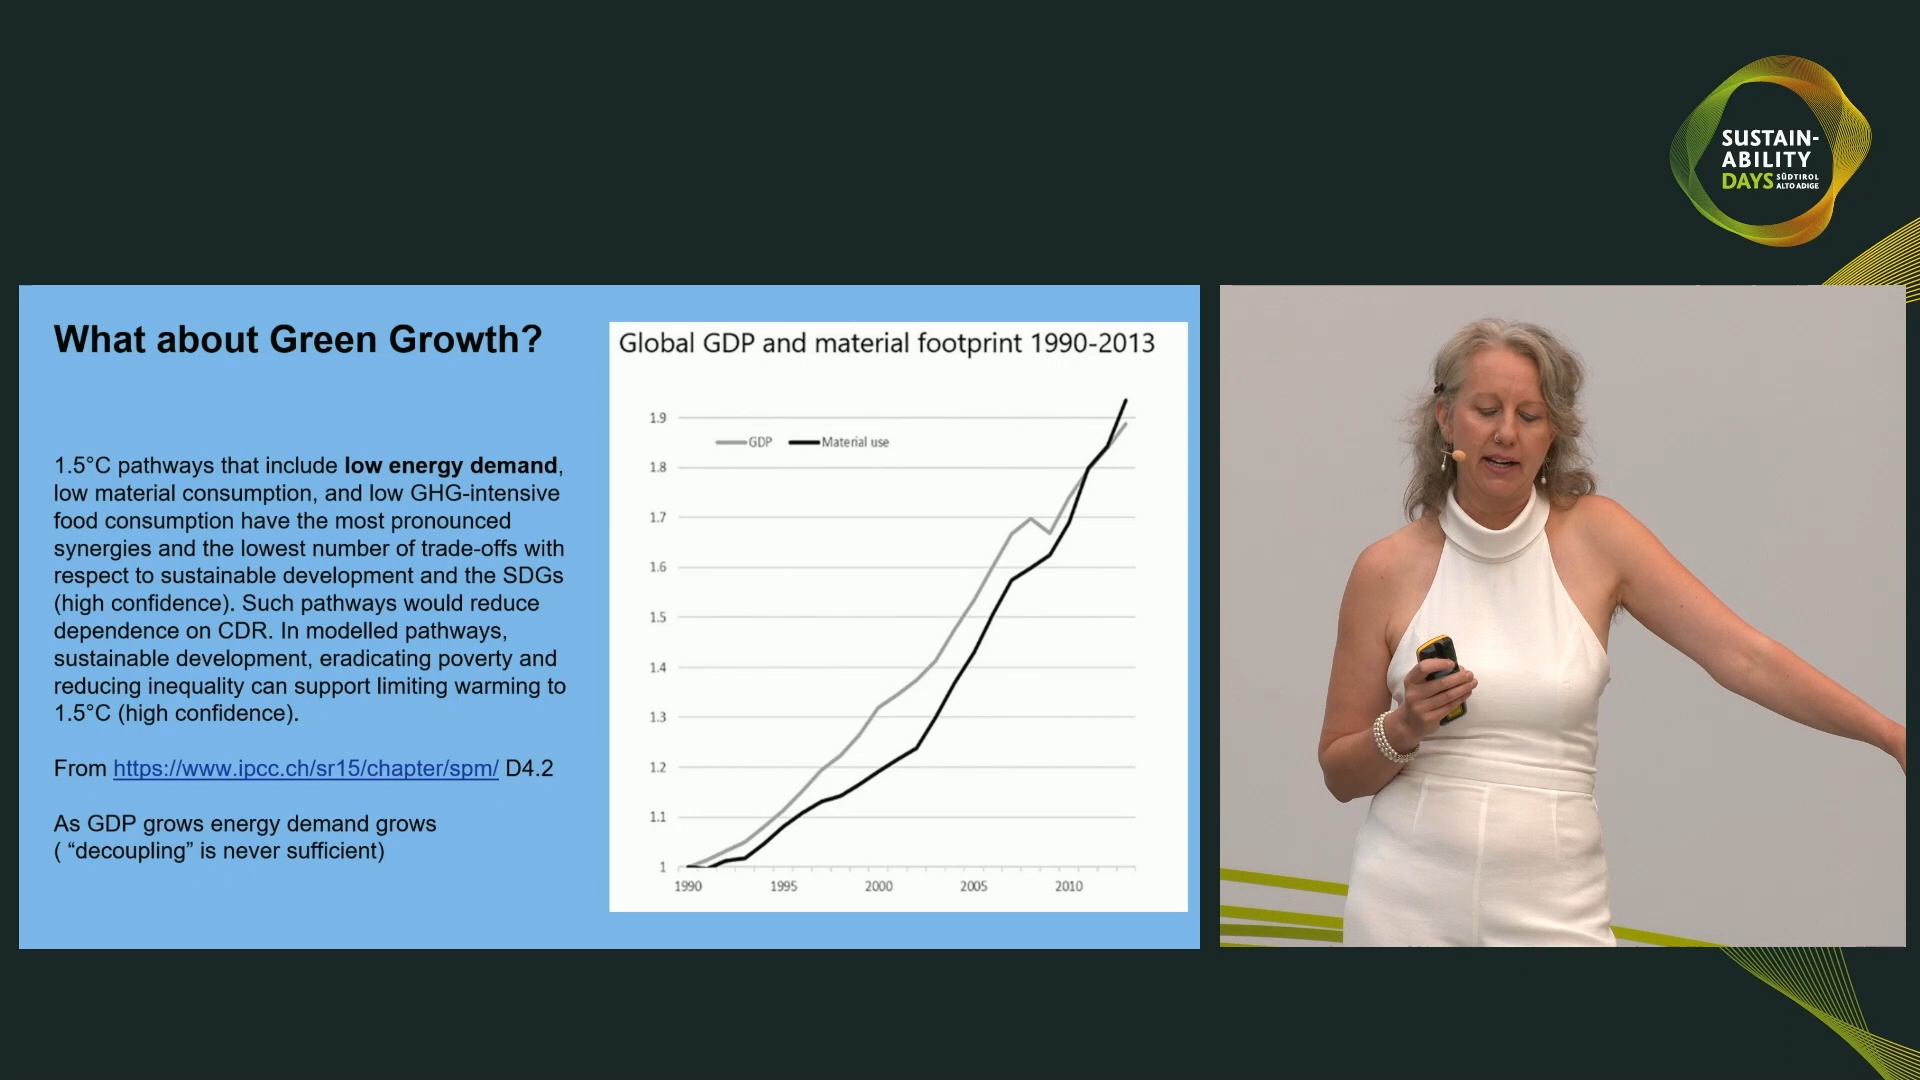 SUSTAIN-
ABILITY
DAYS SÜDTIROL
ALTO ADIGE
What about Green Growth?
1.5°C pathways that include low energy demand,
low material consumption, and low GHG-intensive
food consumption have the most pronounced
synergies and the lowest number of trade-offs with
respect to sustainable development and the SDGs
(high confidence). Such pathways would reduce
dependence on CDR. In modelled pathways,
sustainable development, eradicating poverty and
reducing inequality can support limiting warming to
1.5°C (high confidence).
From https://www.ipcc.ch/sr15/chapter/spm/ D4.2
As GDP grows energy demand grows
( “decoupling” is never sufficient)
Global GDP and material footprint 1990-2013
GDP Material use
1.9
1.8
1.7
1.6
1.5
1.4
1.3
1.2
1.1
1
1990 1995 2000 2005 2010